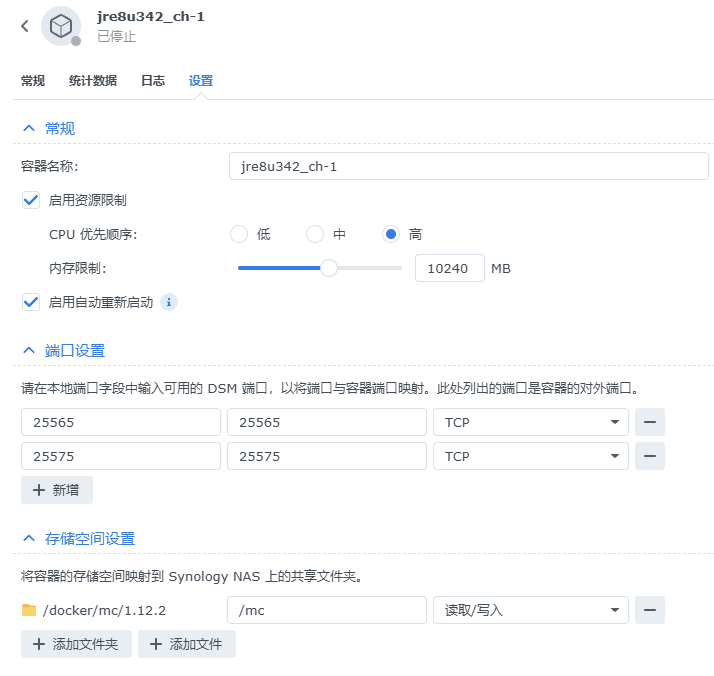 jre8u342_ch-1
已停止
常规 统计数据 日志 设置
常规
容器名称: jre8u342_ch-1
启用资源限制
CPU 优先顺序: 低 中 高
内存限制: 10240 MB
启用自动重新启动
端口设置
请在本地端口字段中输入可用的 DSM 端口，以将端口与容器端口映射。此处列出的端口是容器的对外端口。
25565 25565 TCP
25575 25575 TCP
新增
存储空间设置
将容器的存储空间映射到 Synology NAS 上的共享文件夹。
/docker/mc/1.12.2 /mc 读取/写入
添加文件夹 添加文件